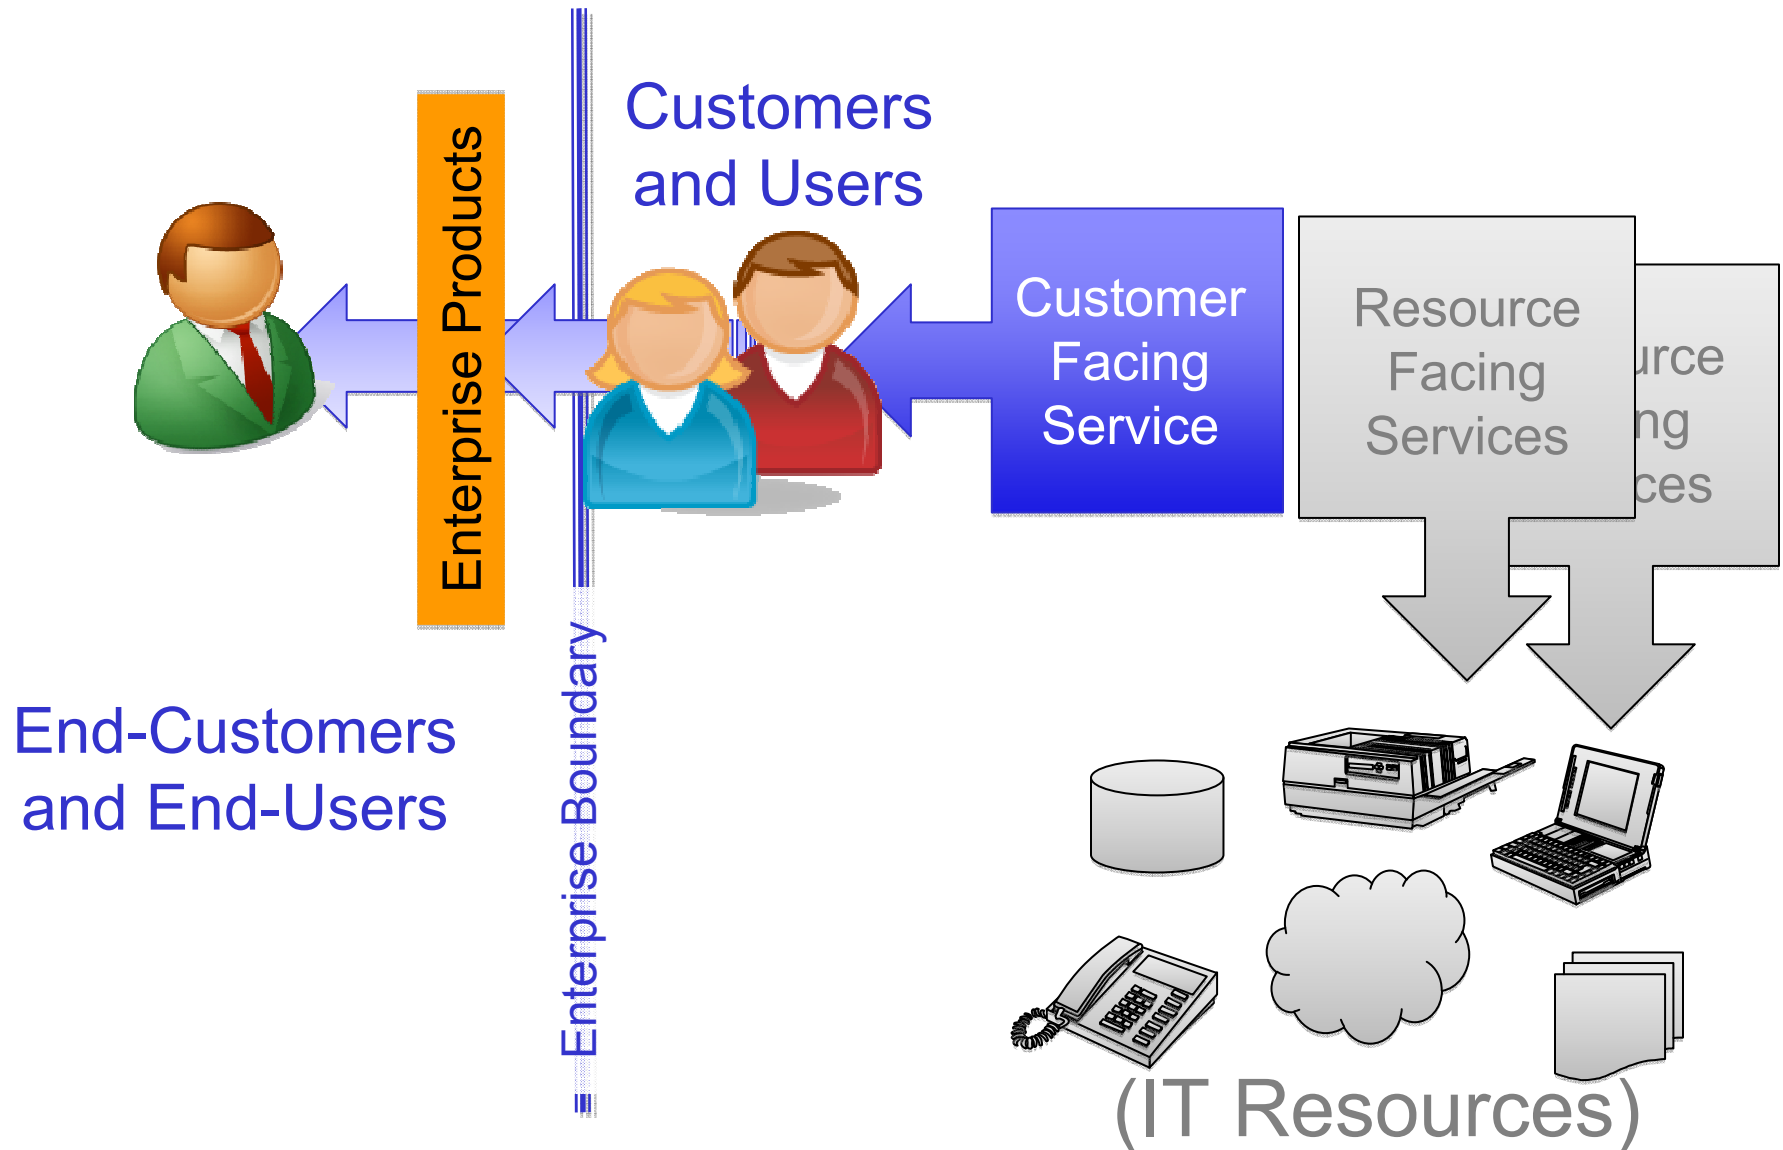 Customers
and Users
Enterprise Products
Customer
Facing
Service
Resource
Facing
Services
urce
ng
ces
End-Customers
and End-Users
Enterprise Boundary
(IT Resources)